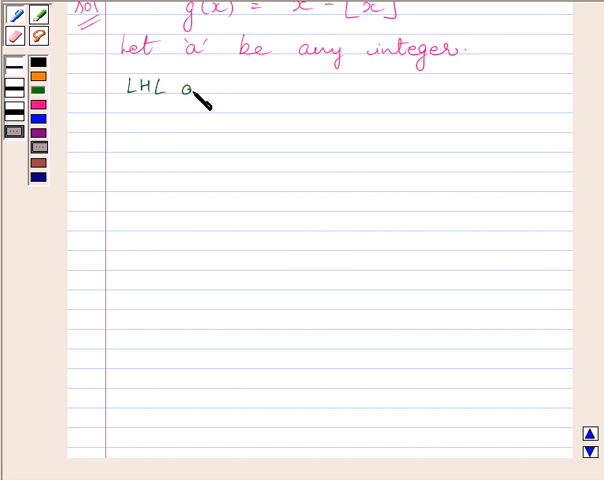 sol g(x) = x - [x]
Let 'a' be any integer.
LHL